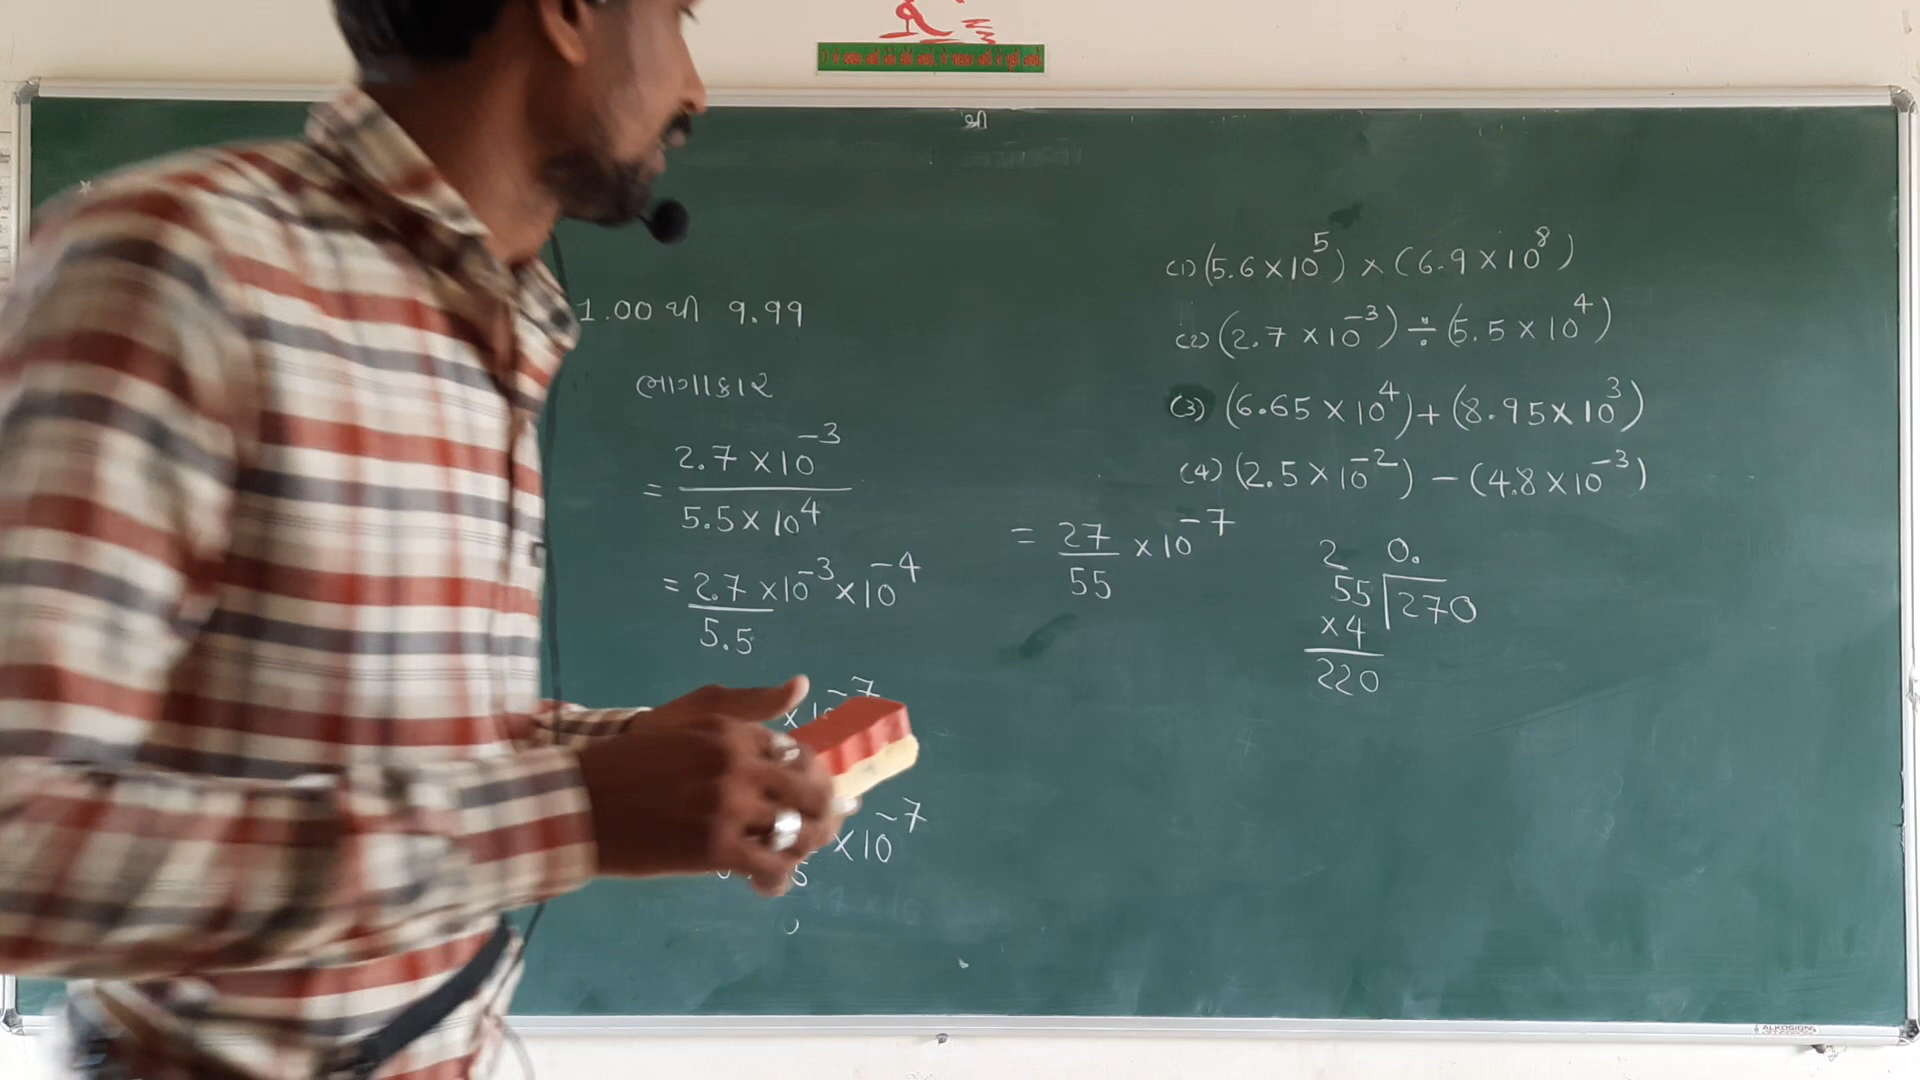 શ્રી
1.00 થી 9.99
ભાગાકાર
= 2.7 × 10⁻³ / 5.5 × 10⁴
= 2.7 / 5.5 × 10⁻³ × 10⁻⁴
× 10⁻⁷
× 10⁻⁷
(1) (5.6 × 10⁵) × (6.9 × 10⁸)
(2) (2.7 × 10⁻³) ÷ (5.5 × 10⁴)
(3) (6.65 × 10⁴) + (8.95 × 10³)
(4) (2.5 × 10⁻²) − (4.8 × 10⁻³)
= 27 / 55 × 10⁻⁷
2 0.
55 270
× 4
220
ALKOSIGN